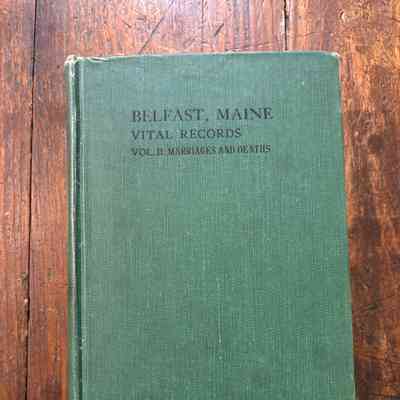 BELFAST, MAINE
VITAL RECORDS
VOL. II. MARRIAGES AND DEATHS